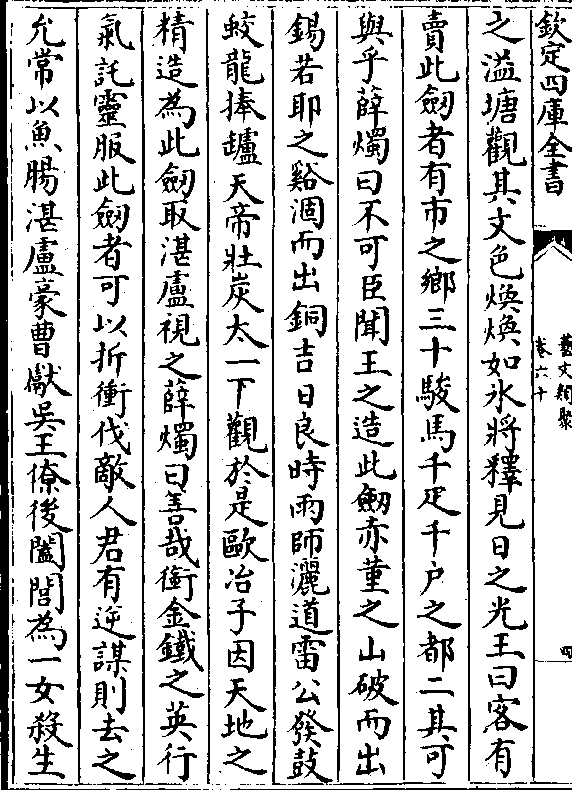 欽定四庫全書
藝文類聚
卷六十
四
之溢塘觀其文色煥煥如氷將釋見日之光王曰客有
賣此劒者有市之鄉三十駿馬千疋千户之都二其可
與乎薛燭曰不可臣聞王之造此劒赤堇之山破而出
錫若耶之谿涸而出銅吉日良時雨師灑道雷公發鼓
蛟龍捧鑪天帝壯炭太一下觀於是歐冶子因天地之
精造為此劒取湛盧視之薛燭曰善哉銜金鐵之英行
氣託靈服此劒者可以折衝伐敵人君有逆謀則去之
允常以魚腸湛盧豪曹獻吳王僚後闔閭為一女殺生